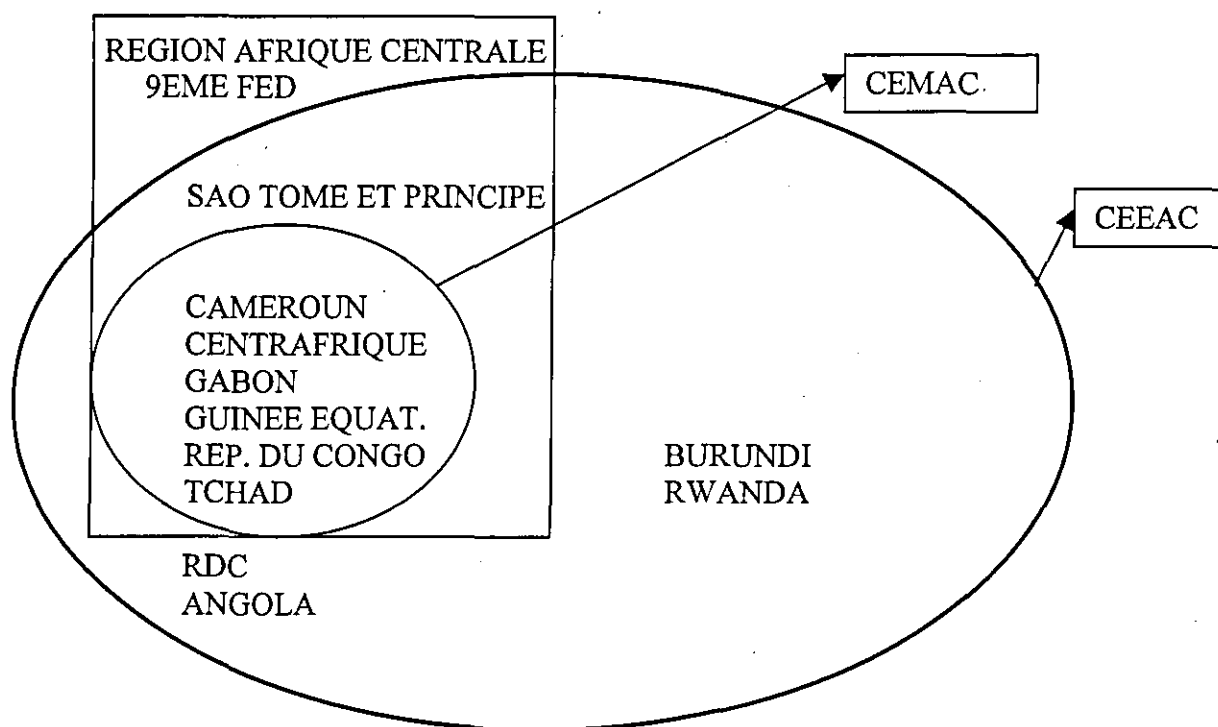 REGION AFRIQUE CENTRALE
9EME FED
CEMAC
SAO TOME ET PRINCIPE
CEEAC
CAMEROUN
CENTRAFRIQUE
GABON
GUINEE EQUAT.
REP. DU CONGO
TCHAD
BURUNDI
RWANDA
RDC
ANGOLA